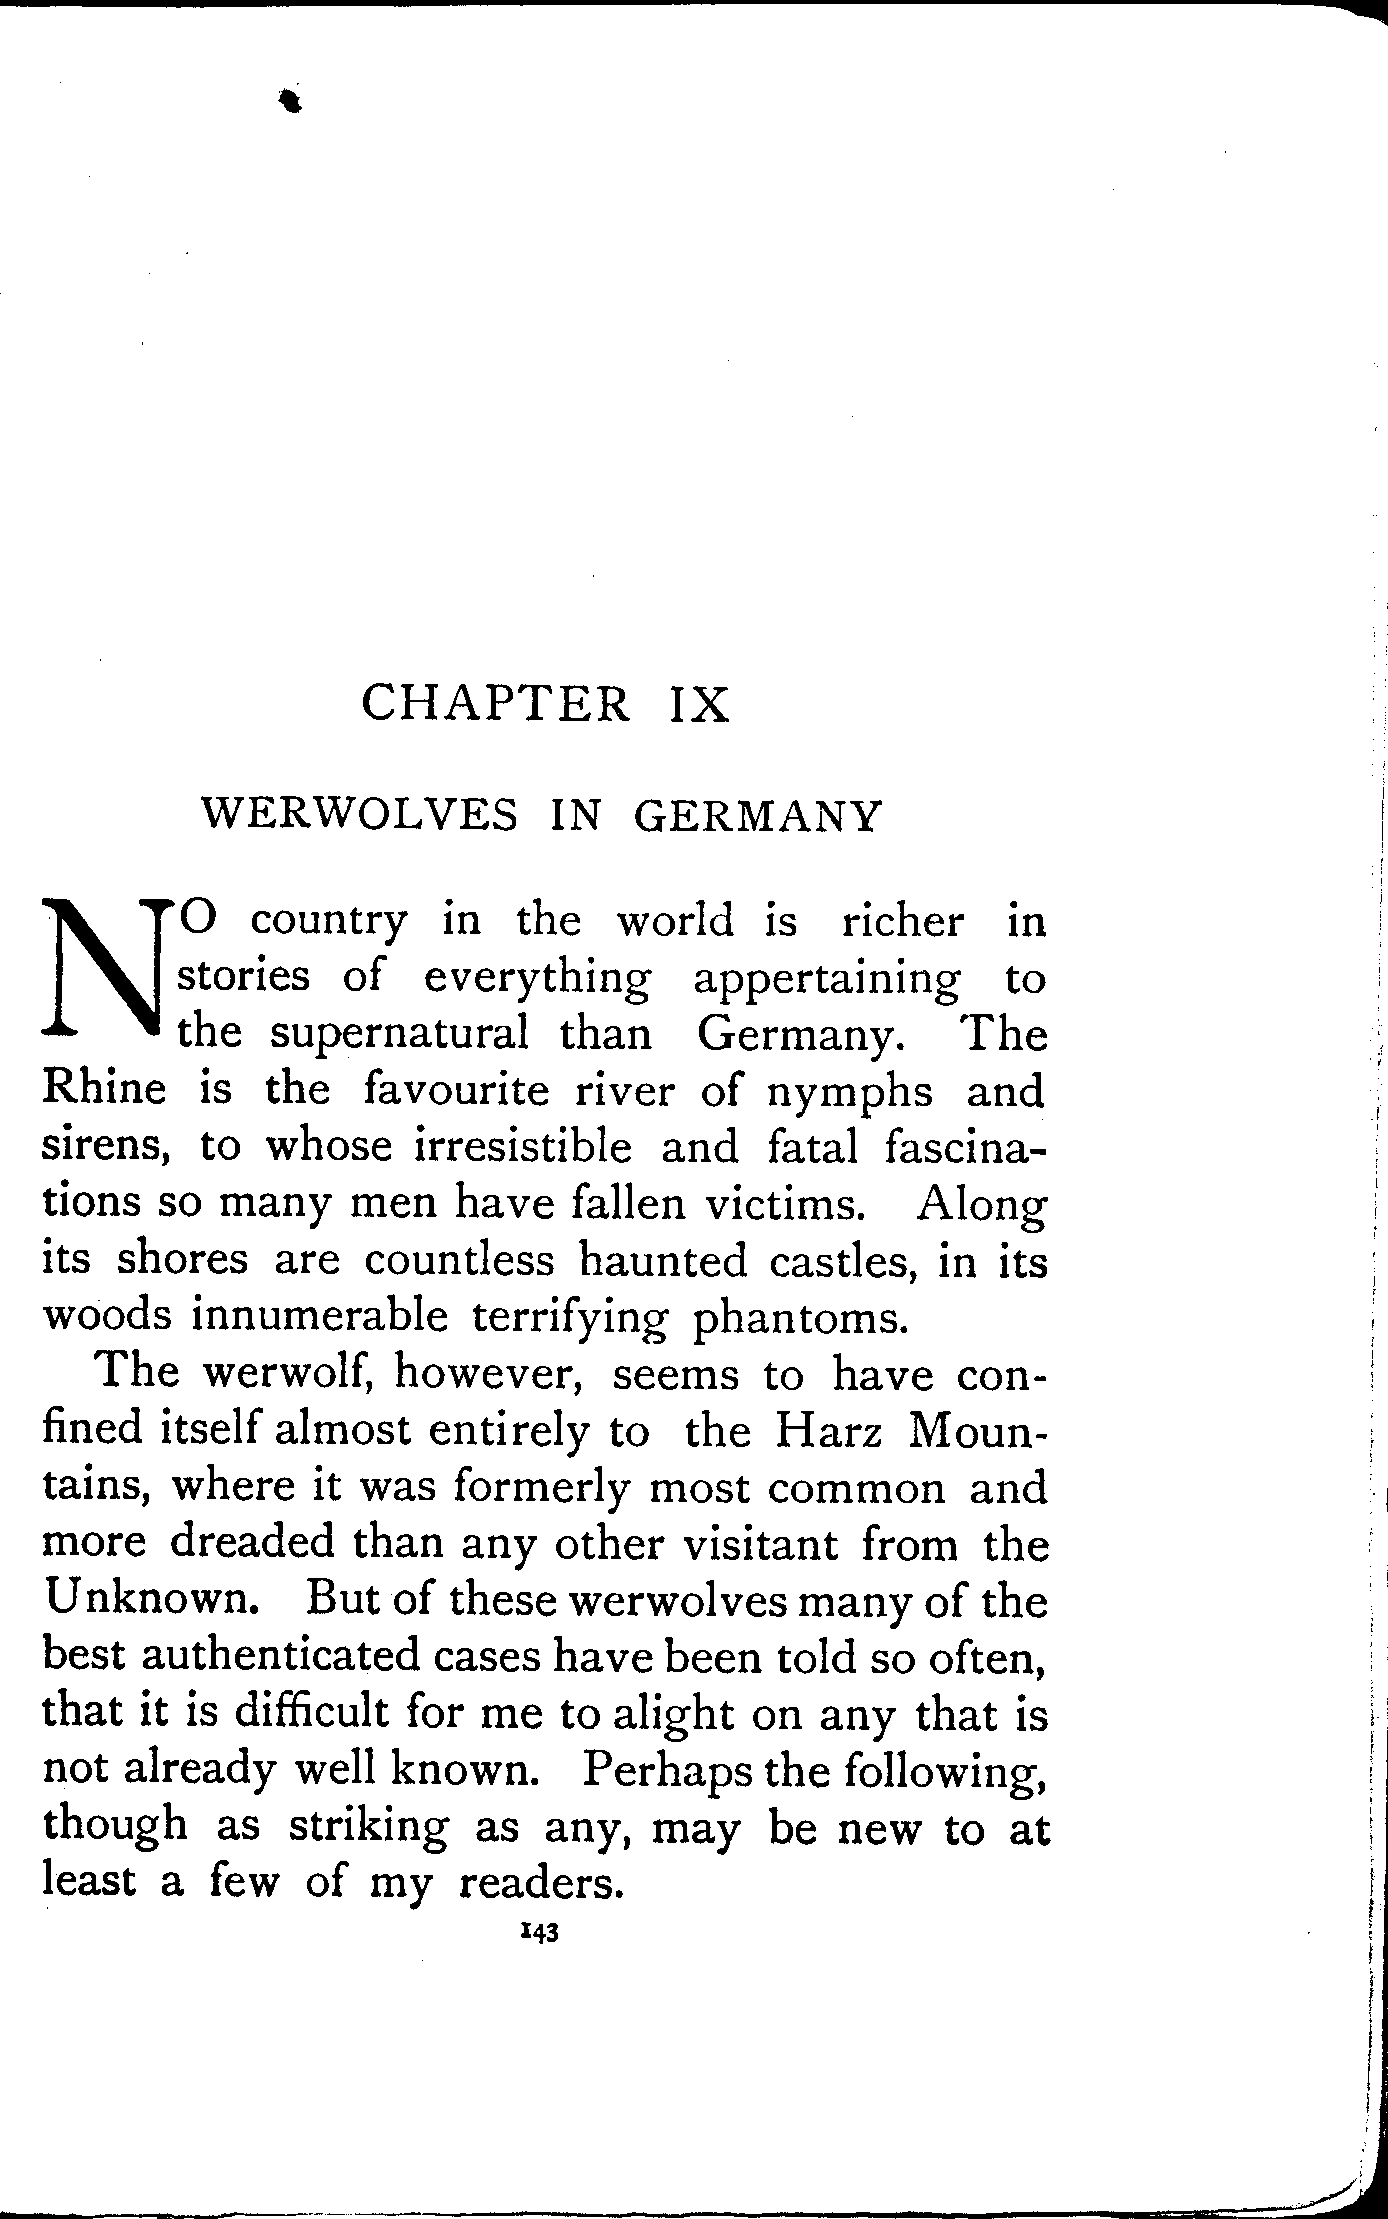 CHAPTER IX
WERWOLVES IN GERMANY
NO country in the world is richer in
stories of everything appertaining to
the supernatural than Germany. The
Rhine is the favourite river of nymphs and
sirens, to whose irresistible and fatal fascina-
tions so many men have fallen victims. Along
its shores are countless haunted castles, in its
woods innumerable terrifying phantoms.
The werwolf, however, seems to have con-
fined itself almost entirely to the Harz Moun-
tains, where it was formerly most common and
more dreaded than any other visitant from the
Unknown. But of these werwolves many of the
best authenticated cases have been told so often,
that it is difficult for me to alight on any that is
not already well known. Perhaps the following,
though as striking as any, may be new to at
least a few of my readers.
143